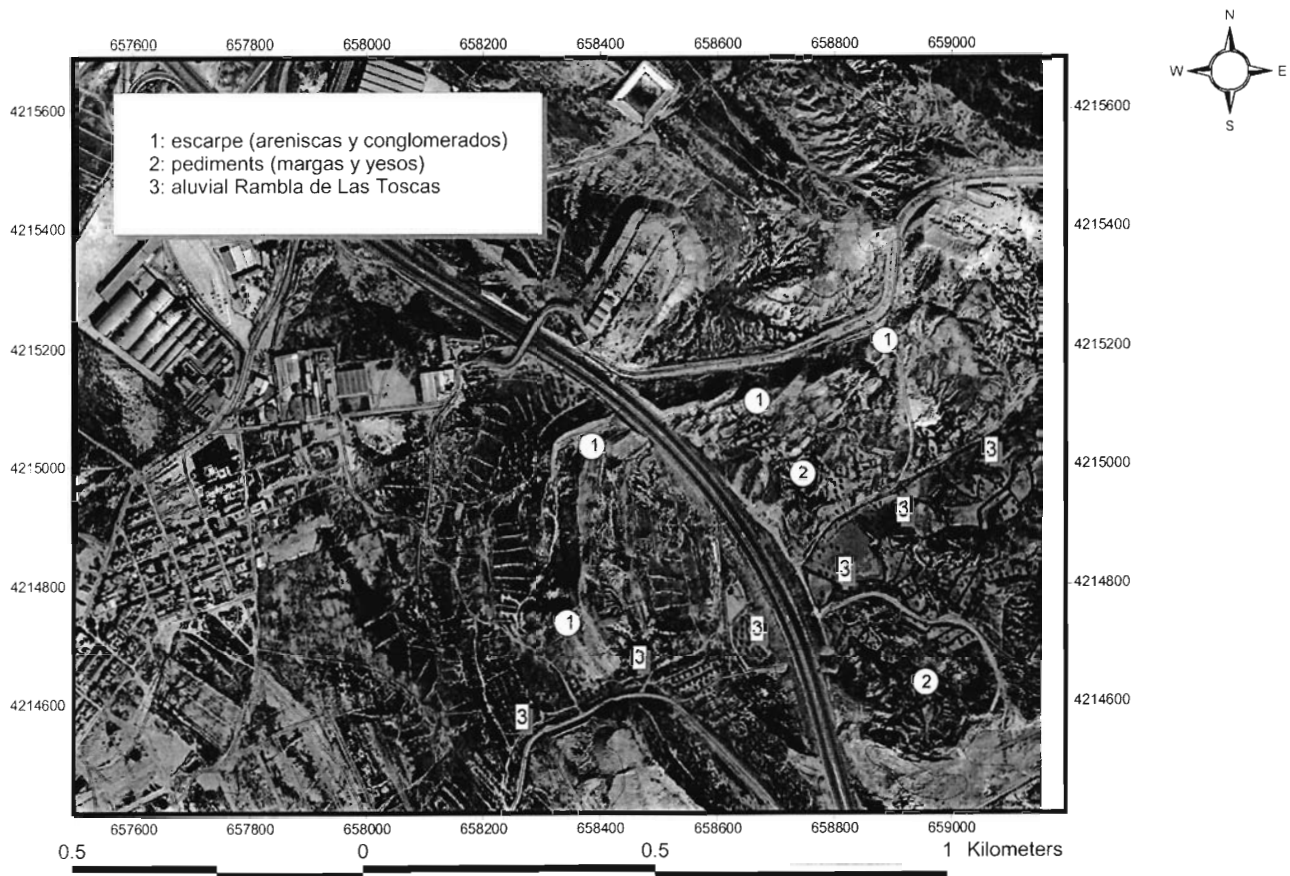 N
W E
S
657600 657800 658000 658200 658400 658600 658800 659000
4215600 4215600
1: escarpe (areniscas y conglomerados)
2: pediments (margas y yesos)
3: aluvial Rambla de Las Toscas
4215400 4215400
4215200 4215200
1
1
1
3
4215000 4215000
2
3
3
4214800 4214800
1
3
3
2
4214600 4214600
3
657600 657800 658000 658200 658400 658600 658800 659000
0.5 0 0.5 1 Kilometers